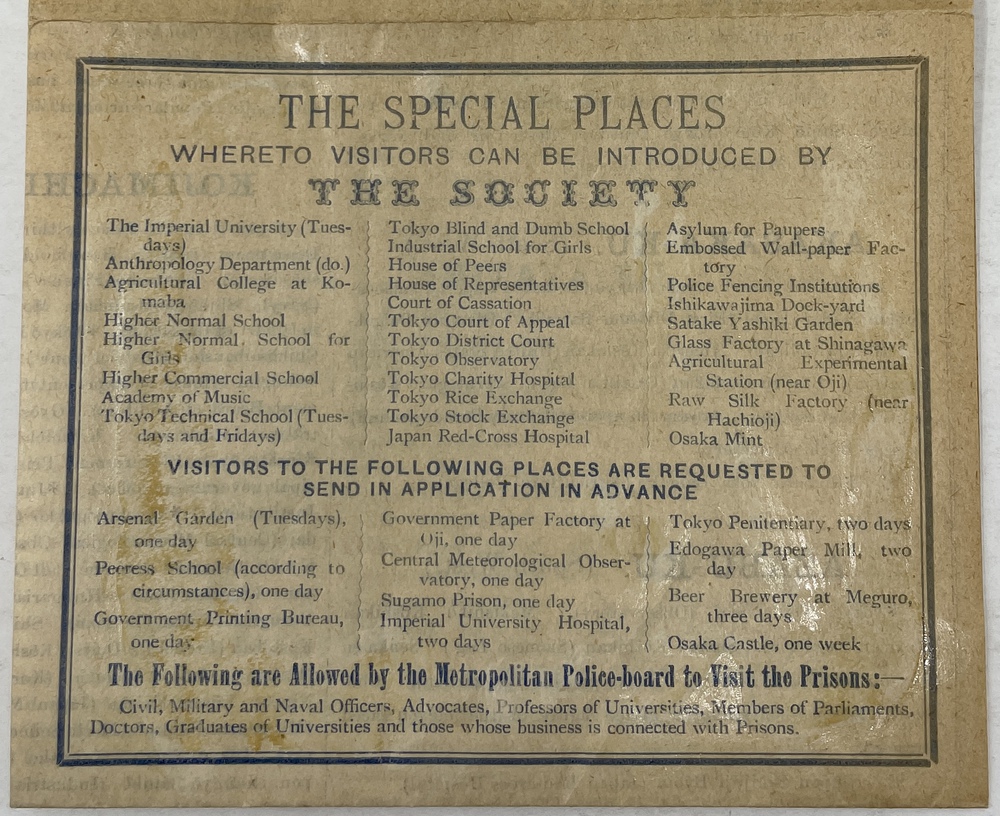 THE SPECIAL PLACES
WHERETO VISITORS CAN BE INTRODUCED BY
THE SOCIETY
The Imperial University (Tues-
days)
Anthropology Department (do.)
Agricultural College at Ko-
maba
Higher Normal School
Higher Normal School for
Girls
Higher Commercial School
Academy of Music
Tokyo Technical School (Tues-
days and Fridays)
Tokyo Blind and Dumb School
Industrial School for Girls
House of Peers
House of Representatives
Court of Cassation
Tokyo Court of Appeal
Tokyo District Court
Tokyo Observatory
Tokyo Charity Hospital
Tokyo Rice Exchange
Tokyo Stock Exchange
Japan Red-Cross Hospital
Asylum for Paupers
Embossed Wall-paper Fac-
tory
Police Fencing Institutions
Ishikawajima Dock-yard
Satake Yashiki Garden
Glass Factory at Shinagawa
Agricultural Experimental
Station (near Oji)
Raw Silk Factory (near
Hachioji)
Osaka Mint
VISITORS TO THE FOLLOWING PLACES ARE REQUESTED TO
SEND IN APPLICATION IN ADVANCE
Arsenal Garden (Tuesdays),
one day
Peeress School (according to
circumstances), one day
Government Printing Bureau,
one day
Government Paper Factory at
Oji, one day
Central Meteorological Obser-
vatory, one day
Sugamo Prison, one day
Imperial University Hospital,
two days
Tokyo Penitentiary, two days
Edogawa Paper Mill, two
day
Beer Brewery at Meguro,
three days
Osaka Castle, one week
The Following are Allowed by the Metropolitan Police-board to Visit the Prisons:—
Civil, Military and Naval Officers, Advocates, Professors of Universities, Members of Parliaments,
Doctors, Graduates of Universities and those whose business is connected with Prisons.